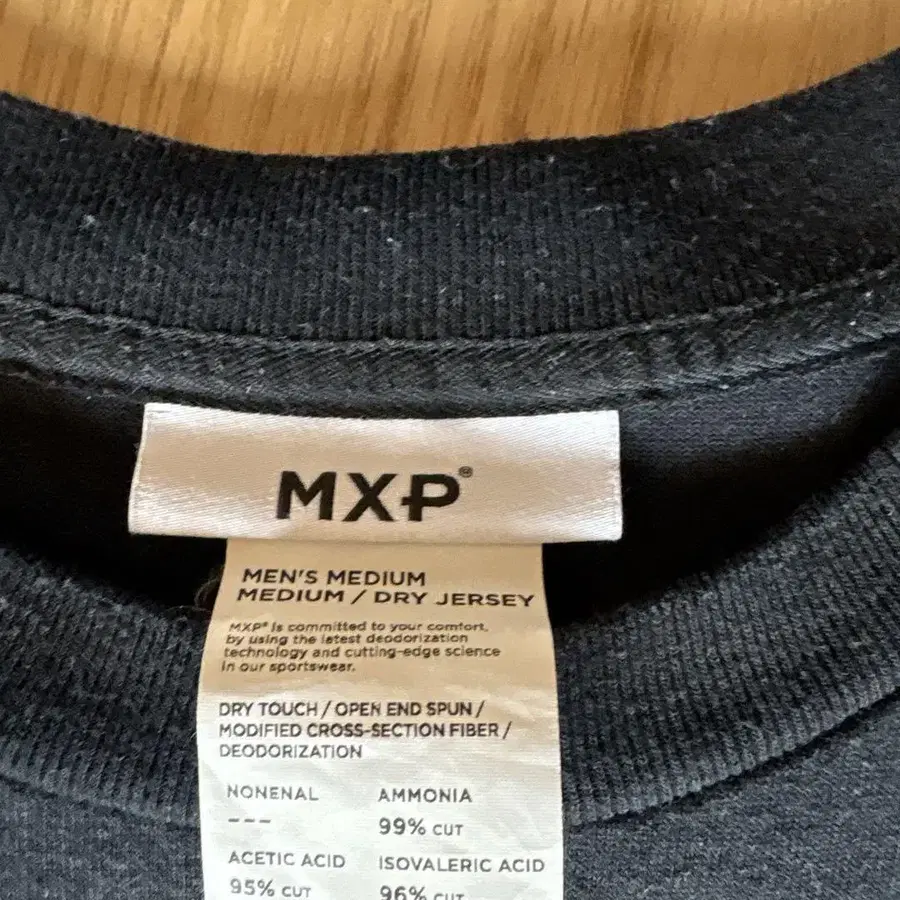 MXP®
MEN'S MEDIUM
MEDIUM / DRY JERSEY
MXP® is committed to your comfort,
by using the latest deodorization
technology and cutting-edge science
in our sportswear.
DRY TOUCH / OPEN END SPUN /
MODIFIED CROSS-SECTION FIBER /
DEODORIZATION
NONENAL AMMONIA
--- 99% CUT
ACETIC ACID ISOVALERIC ACID
95% CUT 96% CUT